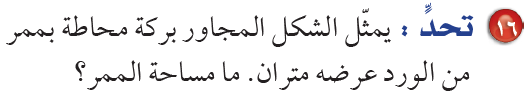 ١٦ تحدٍّ : يمثّل الشكل المجاور بركة محاطة بممر
من الورد عرضه متران. ما مساحة الممر؟